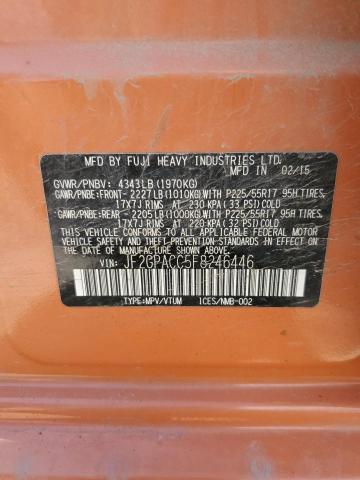 MFD BY FUJI HEAVY INDUSTRIES LTD.
MFD IN 02/15
GVWR/PNBV: 4343LB(1970KG)
GAWR/PNBE:FRONT- 2227LB(1010KG)WITH P225/55R17 95H TIRES,
17X7J RIMS AT 230 KPA(33 PSI)COLD
GAWR/PNBE:REAR- 2205LB(1000KG)WITH P225/55R17 95H TIRES,
17X7J RIMS AT 220 KPA(32 PSI)COLD
THIS VEHICLE CONFORMS TO ALL APPLICABLE FEDERAL MOTOR
VEHICLE SAFETY STANDARDS IN EFFECT ON THE DATE OF
MANUFACTURE SHOWN ABOVE.
VIN: JF2GPACC5F8246446
TYPE:MPV/VTUM ICES/NMB-002